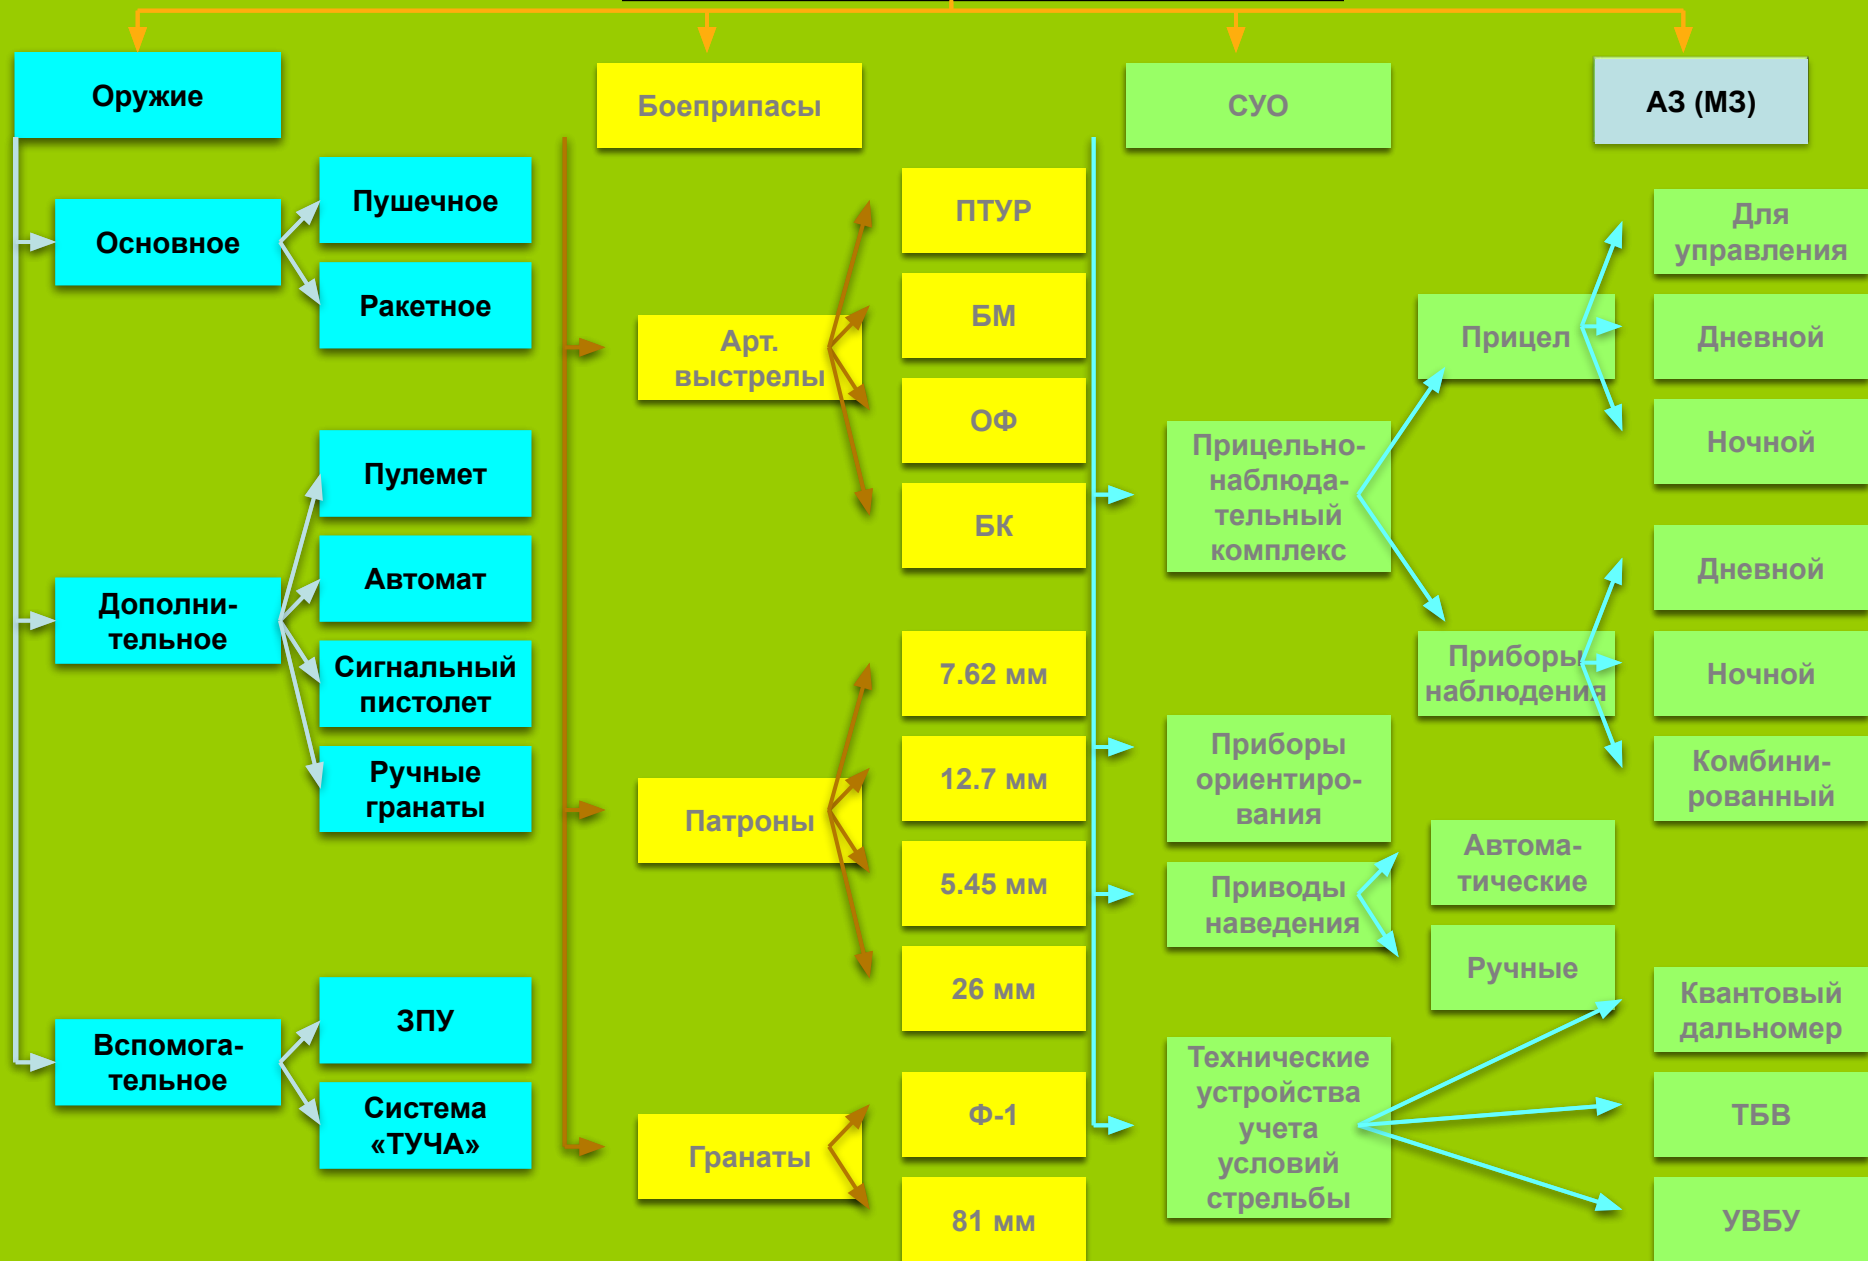 Оружие
Боеприпасы
СУО
АЗ (МЗ)
Основное
Пушечное
Ракетное
Дополни-
тельное
Пулемет
Автомат
Сигнальный
пистолет
Ручные
гранаты
Вспомога-
тельное
ЗПУ
Система
«ТУЧА»
Арт.
выстрелы
ПТУР
БМ
ОФ
БК
Патроны
7.62 мм
12.7 мм
5.45 мм
26 мм
Гранаты
Ф-1
81 мм
Прицельно-
наблюда-
тельный
комплекс
Прицел
Для
управления
Дневной
Ночной
Приборы
наблюдения
Дневной
Ночной
Комбини-
рованный
Приборы
ориентиро-
вания
Приводы
наведения
Автома-
тические
Ручные
Технические
устройства
учета
условий
стрельбы
Квантовый
дальномер
ТБВ
УВБУ